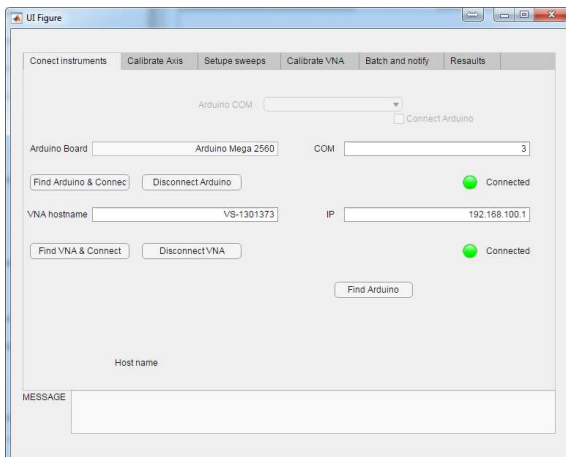 UI Figure
Conect instruments Calibrate Axis Setupe sweeps Calibrate VNA Batch and notify Resaults
Arduino COM
Connect Arduino
Arduino Board Arduino Mega 2560 COM 3
Find Arduino & Connec Disconnect Arduino Connected
VNA hostname VS-1301373 IP 192.168.100.1
Find VNA & Connect Disconnect VNA Connected
Find Arduino
Host name
MESSAGE